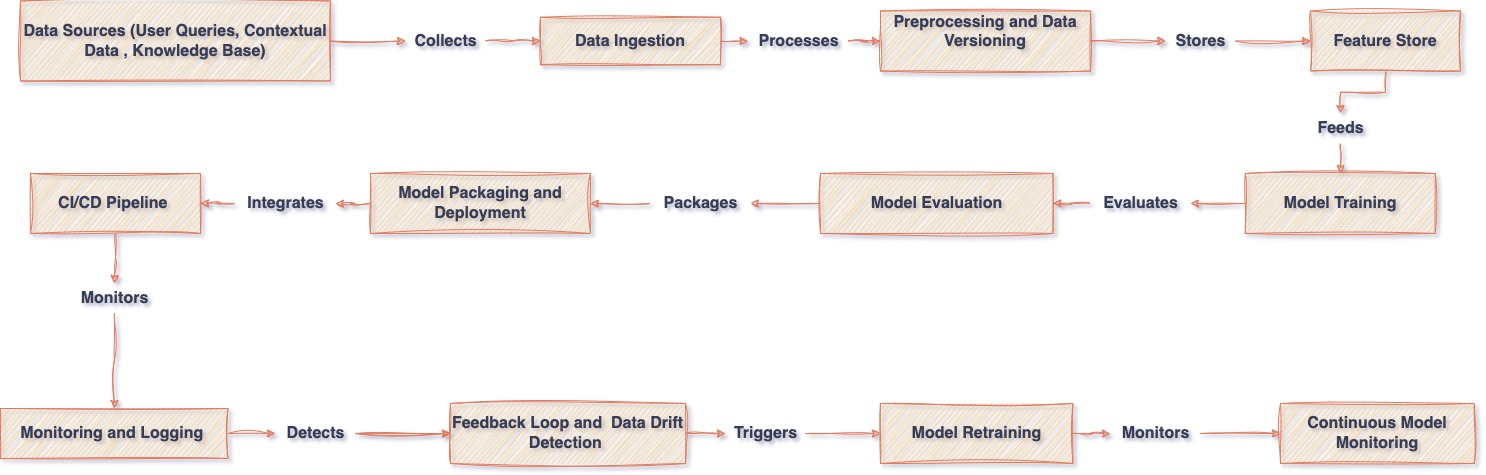 Data Sources (User Queries, Contextual
Data , Knowledge Base)
Collects
Data Ingestion
Processes
Preprocessing and Data
Versioning
Stores
Feature Store
Feeds
Model Training
Evaluates
Model Evaluation
Packages
Model Packaging and
Deployment
Integrates
CI/CD Pipeline
Monitors
Monitoring and Logging
Detects
Feedback Loop and  Data Drift
Detection
Triggers
Model Retraining
Monitors
Continuous Model
Monitoring